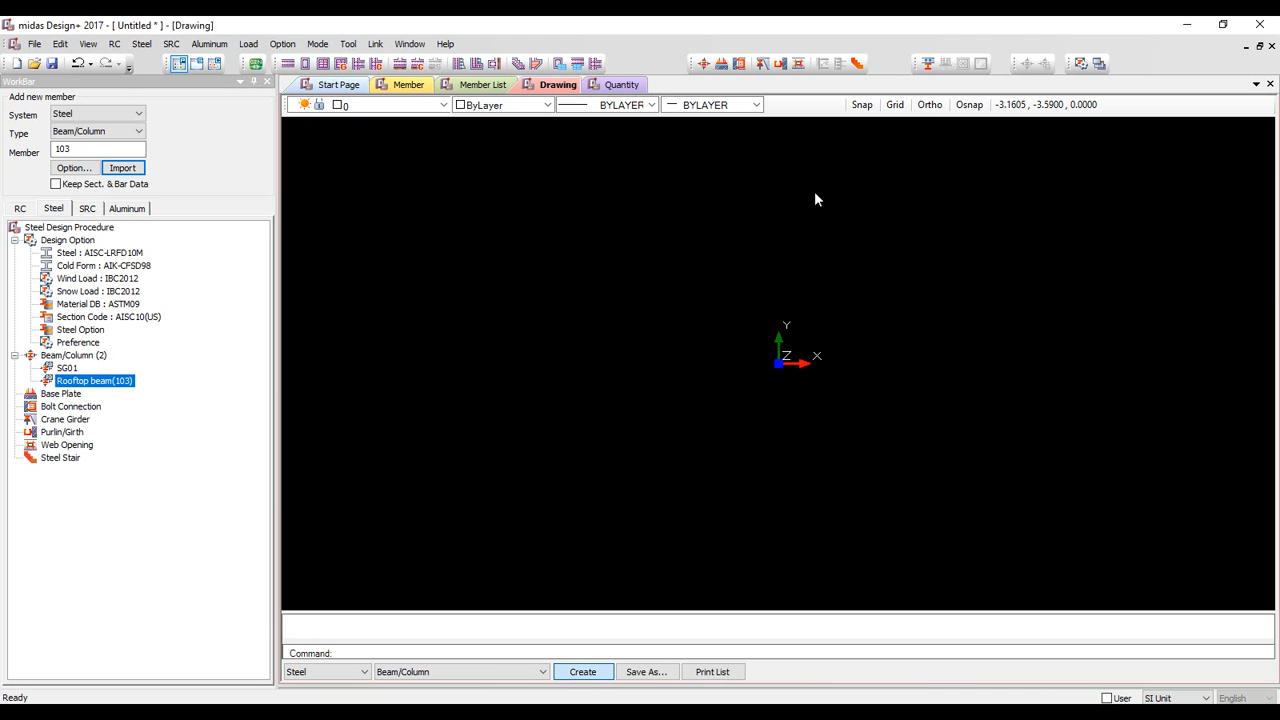 midas Design+ 2017 - [ Untitled * ] - [Drawing]
File Edit View RC Steel SRC Aluminum Load Option Mode Tool Link Window Help
WorkBar
Start Page Member Member List Drawing Quantity
Add new member
System Steel
Type Beam/Column
Member 103
Option... Import
Keep Sect. & Bar Data
0 ByLayer BYLAYER BYLAYER Snap Grid Ortho Osnap -3.1605 , -3.5900 , 0.0000
RC Steel SRC Aluminum
Steel Design Procedure
Design Option
Steel : AISC-LRFD10M
Cold Form : AIK-CFSD98
Wind Load : IBC2012
Snow Load : IBC2012
Material DB : ASTM09
Section Code : AISC10(US)
Steel Option
Preference
Beam/Column (2)
SG01
Rooftop beam(103)
Base Plate
Bolt Connection
Crane Girder
Purlin/Girth
Web Opening
Steel Stair
Y
Z X
Command:
Steel Beam/Column Create Save As... Print List
Ready User SI Unit English